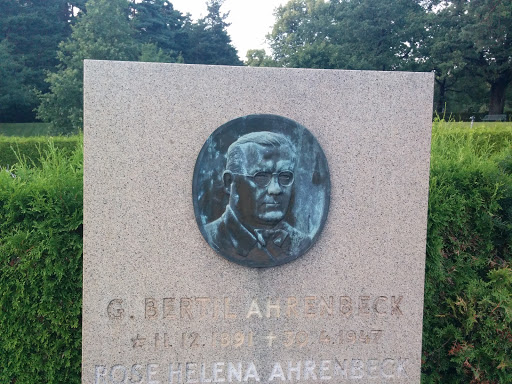 G. BERTIL AHRENBECK
☆ 11.12.1891 † 1947
ROSE HELENA AHRENBECK